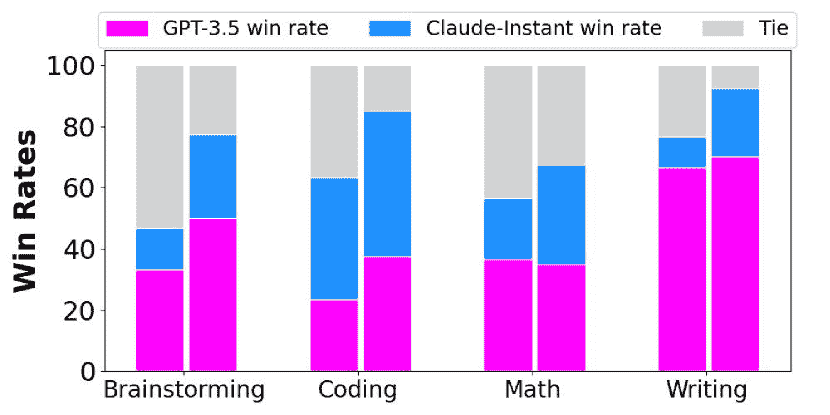 GPT-3.5 win rate Claude-Instant win rate Tie
Win Rates
100
80
60
40
20
0
Brainstorming Coding Math Writing